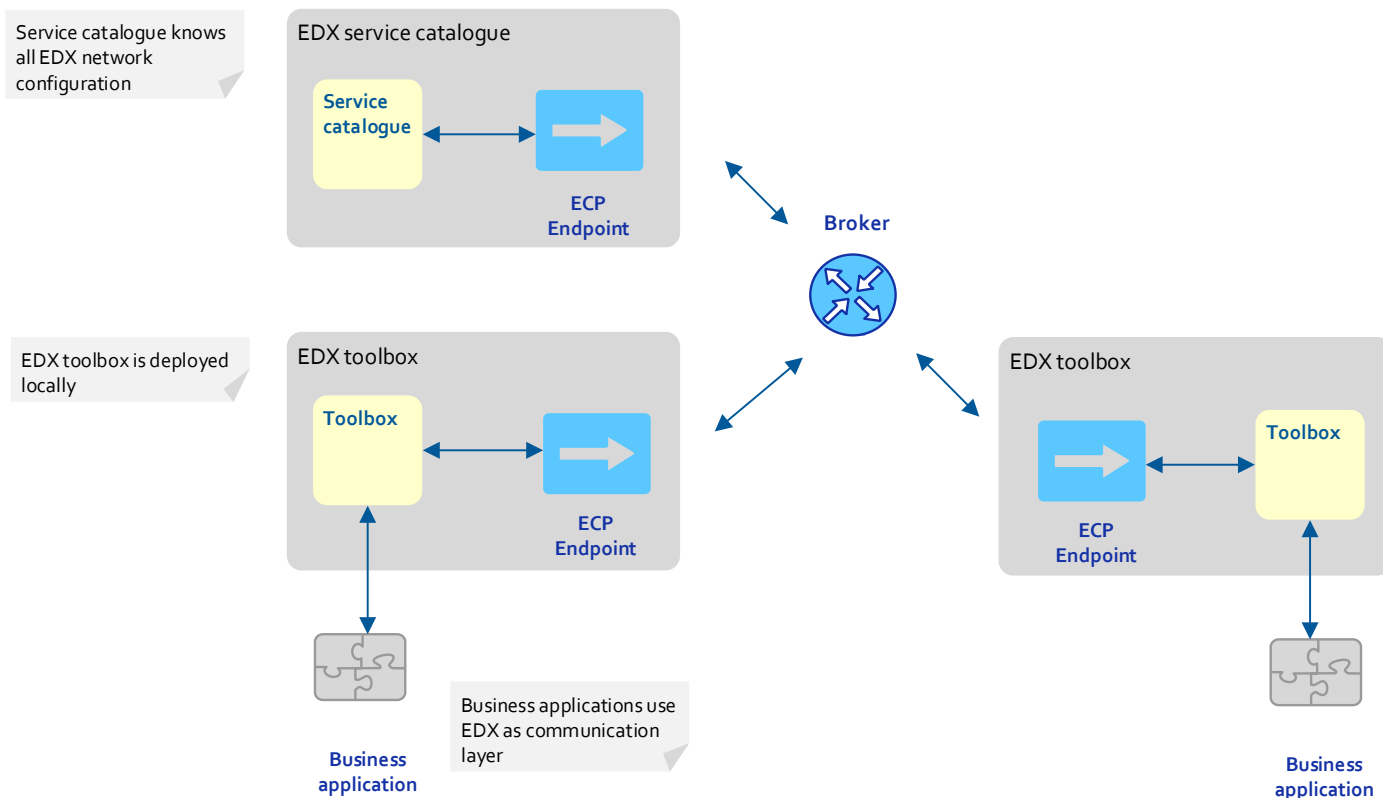 Service catalogue knows
all EDX network
configuration
EDX service catalogue
Service
catalogue
ECP
Endpoint
Broker
EDX toolbox is deployed
locally
EDX toolbox
Toolbox
ECP
Endpoint
EDX toolbox
Toolbox
ECP
Endpoint
Business applications use
EDX as communication
layer
Business
application
Business
application